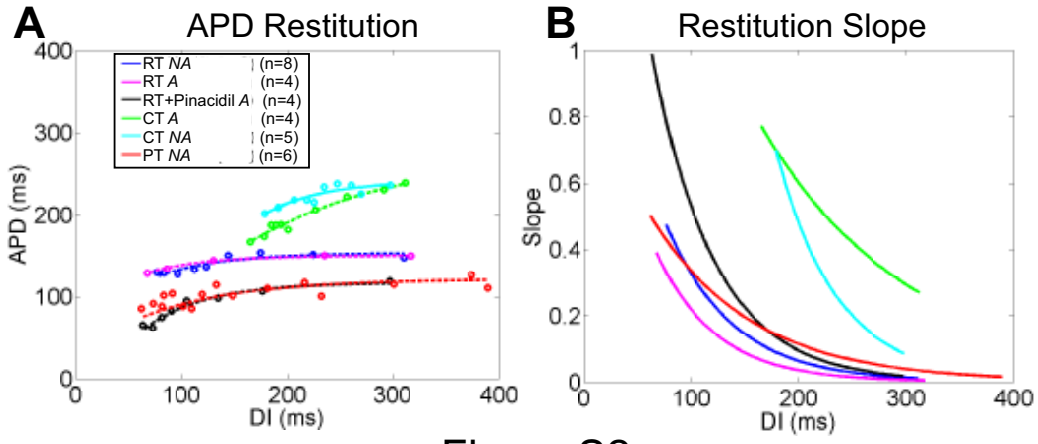 A APD Restitution
B Restitution Slope
400
300
200
100
0
APD (ms)
RT NA (n=8)
RT A (n=4)
RT+Pinacidil A (n=4)
CT A (n=4)
CT NA (n=5)
PT NA (n=6)
0 100 200 300 400
DI (ms)
1
0.8
0.6
0.4
0.2
0
Slope
0 100 200 300 400
DI (ms)